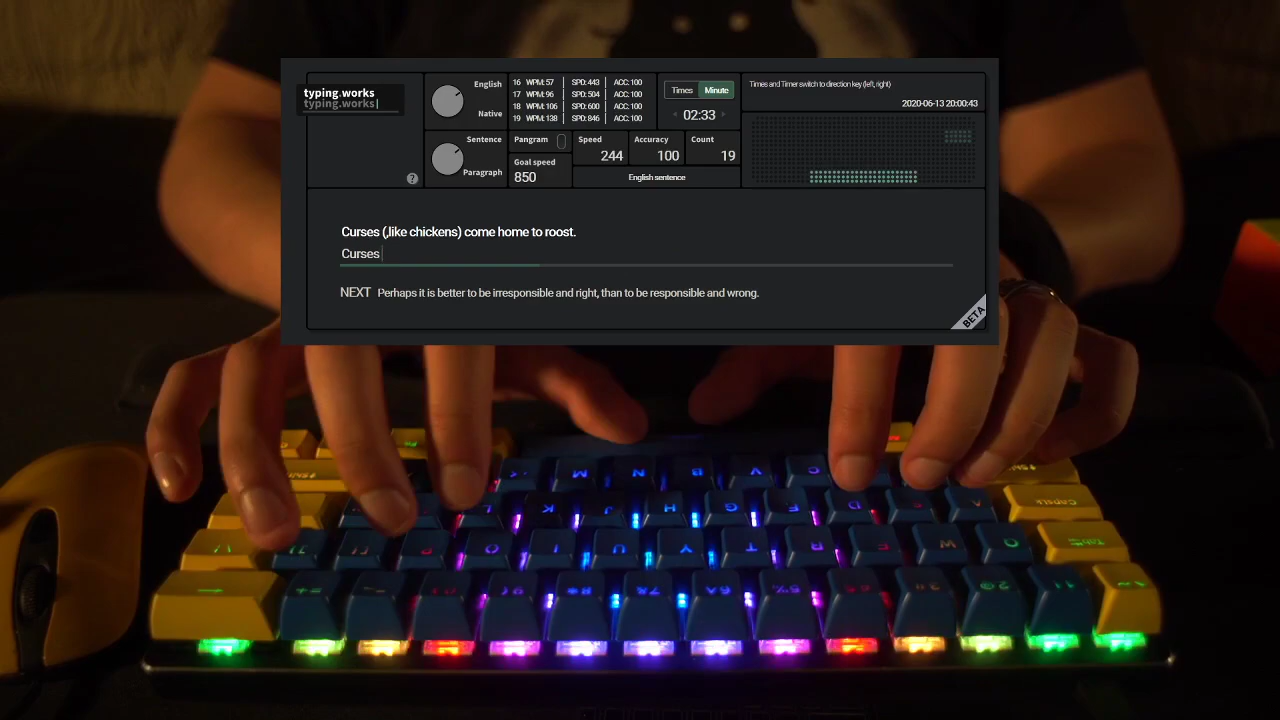 typing.works
typing.works
English
Native
Sentence
Paragraph
?
16 WPM: 57 SPD: 443 ACC: 100
17 WPM: 96 SPD: 504 ACC: 100
18 WPM: 106 SPD: 600 ACC: 100
19 WPM: 138 SPD: 846 ACC: 100
Pangram
Goal speed
850
Times Minute
02:33
Speed
244
Accuracy
100
Count
19
English sentence
Times and Timer switch to direction key (left, right)
2020-06-13 20:00:43
Curses (,like chickens) come home to roost.
Curses
NEXT Perhaps it is better to be irresponsible and right, than to be responsible and wrong.
BETA
M N B V C
L K J H G F D A
P O I U Y T R E W Q
Capslk